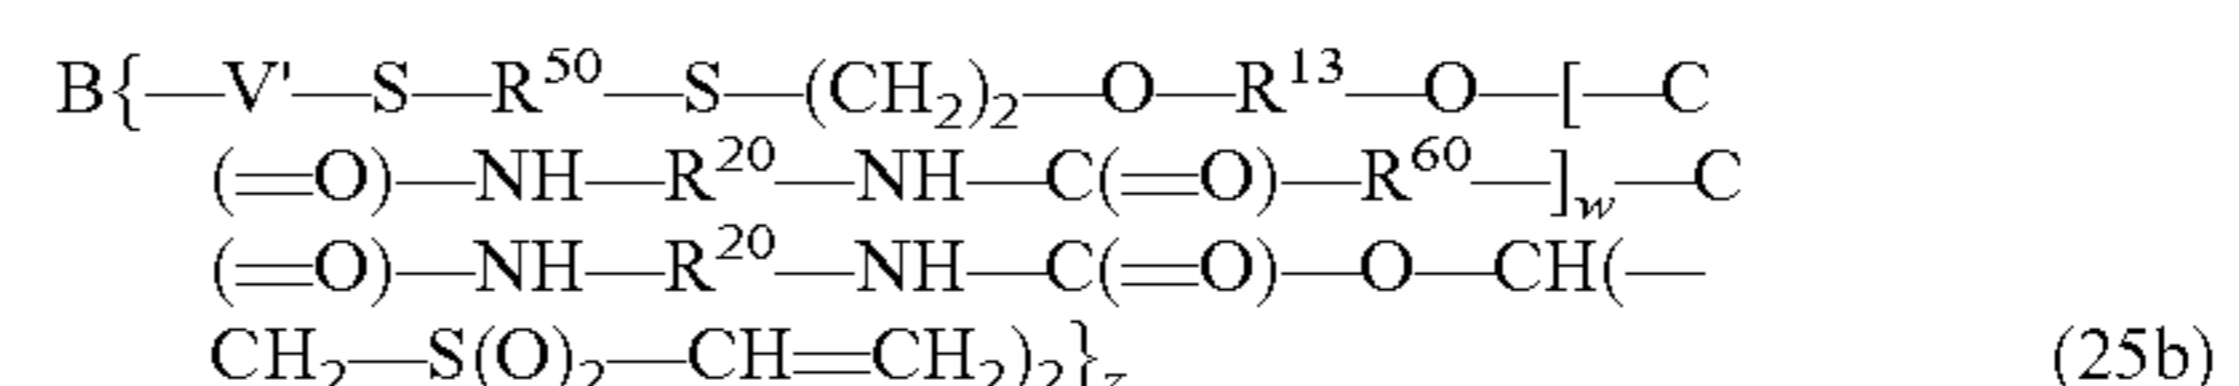 B{—V'—S—R⁵⁰—S—(CH₂)₂—O—R¹³—O—[—C
(=O)—NH—R²⁰—NH—C(=O)—R⁶⁰—]w—C
(=O)—NH—R²⁰—NH—C(=O)—O—CH(—
CH₂—S(O)₂—CH=CH₂)₂}z (25b)